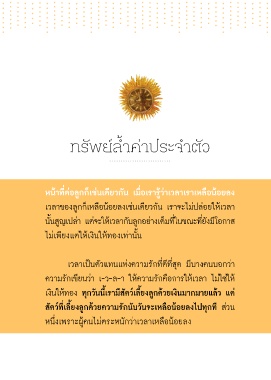 ทรัพย์ล้ำค่าประจำตัว
หน้าที่ต่อลูกก็เช่นเดียวกัน เมื่อเรารู้ว่าเวลาเราเหลือน้อยลง
เวลาของลูกก็เหลือน้อยลงเช่นเดียวกัน เราจะไม่ปล่อยให้เวลา
นั้นสูญเปล่า แต่จะให้เวลากับลูกอย่างเต็มที่ในขณะที่ยังมีโอกาส
ไม่เพียงแค่ให้เงินให้ทองเท่านั้น
เวลาเป็นตัวแทนแห่งความรักที่ดีที่สุด มีบางคนบอกว่า
ความรักเขียนว่า เ-ว-ล-า ให้ความรักคือการให้เวลา ไม่ใช่ให้
เงินให้ทอง ทุกวันนี้เรามีสัตว์เลี้ยงลูกด้วยเงินมากมายแล้ว แต่
สัตว์ที่เลี้ยงลูกด้วยความรักนับวันจะเหลือน้อยลงไปทุกที ส่วน
หนึ่งเพราะผู้คนไม่ตระหนักว่าเวลาเหลือน้อยลง